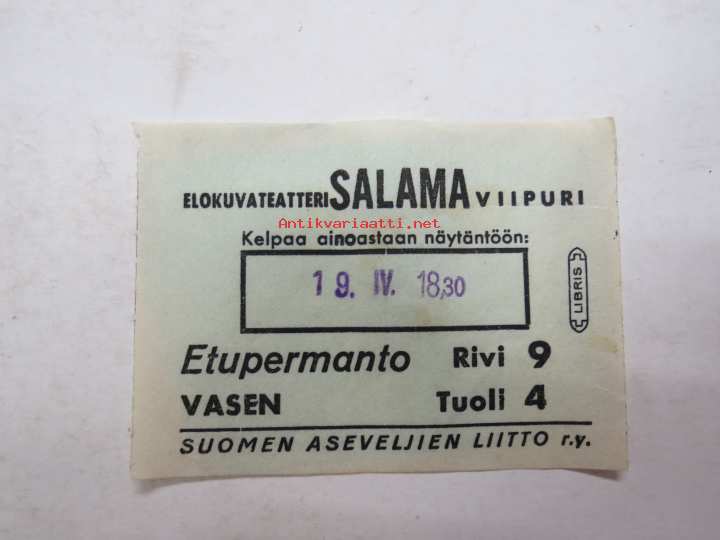 ELOKUVATEATTERI SALAMA VIIPURI
Antikvariaatti.net
Kelpaa ainoastaan näytäntöön:
19. IV. 18,30
LIBRIS
Etupermanto Rivi 9
VASEN Tuoli 4
SUOMEN ASEVELJIEN LIITTO r.y.